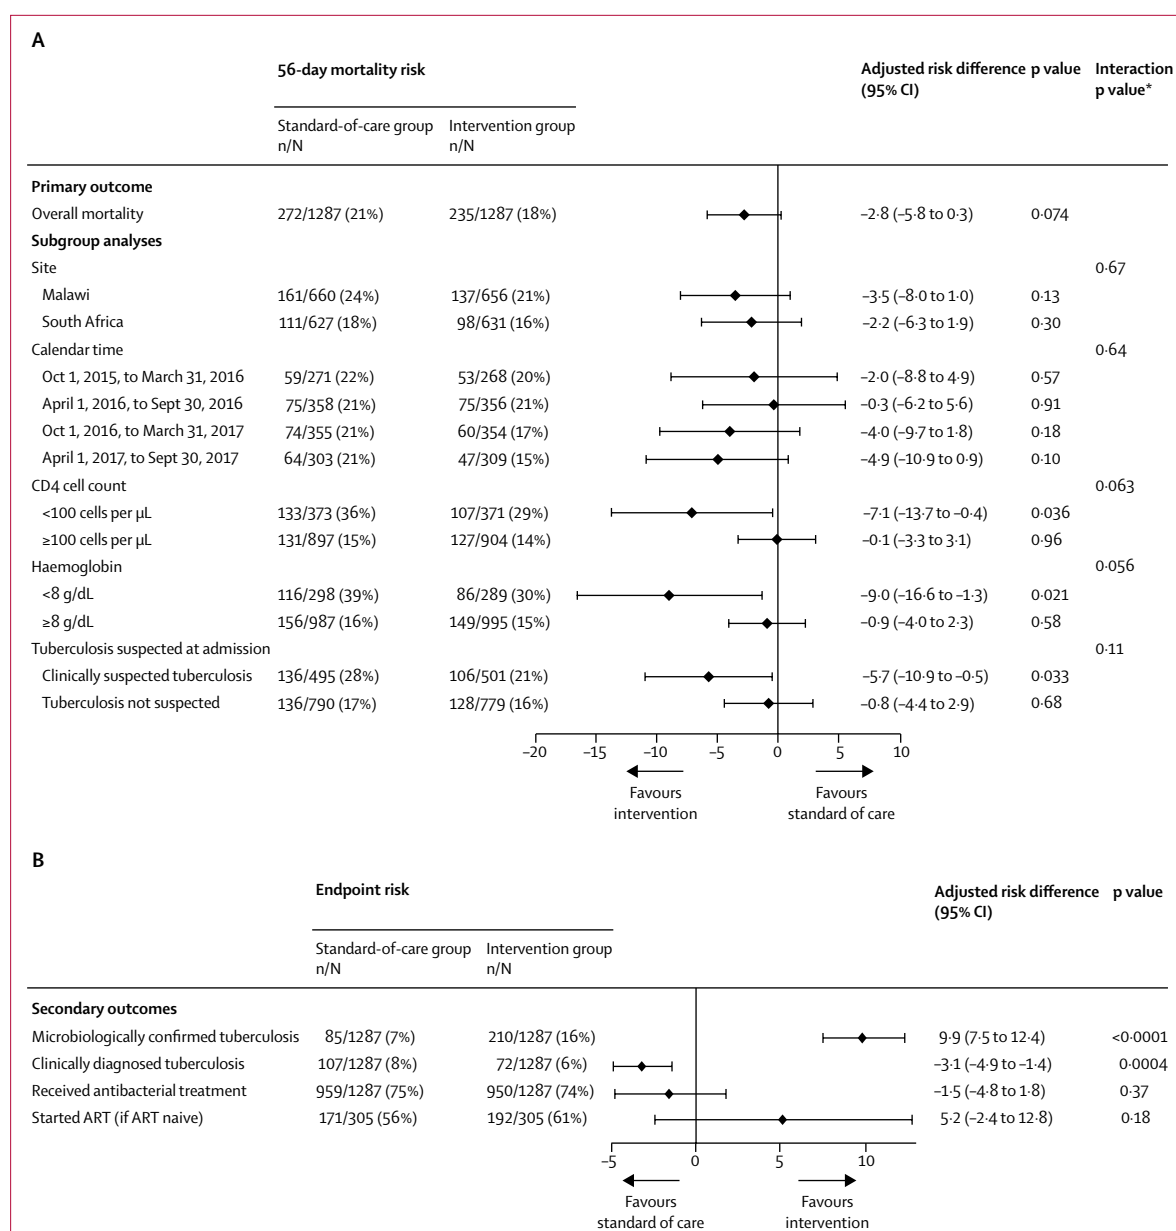 A
56-day mortality risk Adjusted risk difference p value Interaction
(95% CI) p value*
Standard-of-care group Intervention group
n/N n/N
Primary outcome
Overall mortality 272/1287 (21%) 235/1287 (18%) –2·8 (–5·8 to 0·3) 0·074
Subgroup analyses
Site 0·67
Malawi 161/660 (24%) 137/656 (21%) –3·5 (–8·0 to 1·0) 0·13
South Africa 111/627 (18%) 98/631 (16%) –2·2 (–6·3 to 1·9) 0·30
Calendar time 0·64
Oct 1, 2015, to March 31, 2016 59/271 (22%) 53/268 (20%) –2·0 (–8·8 to 4·9) 0·57
April 1, 2016, to Sept 30, 2016 75/358 (21%) 75/356 (21%) –0·3 (–6·2 to 5·6) 0·91
Oct 1, 2016, to March 31, 2017 74/355 (21%) 60/354 (17%) –4·0 (–9·7 to 1·8) 0·18
April 1, 2017, to Sept 30, 2017 64/303 (21%) 47/309 (15%) –4·9 (–10·9 to 0·9) 0·10
CD4 cell count 0·063
<100 cells per μL 133/373 (36%) 107/371 (29%) –7·1 (–13·7 to –0·4) 0·036
≥100 cells per μL 131/897 (15%) 127/904 (14%) –0·1 (–3·3 to 3·1) 0·96
Haemoglobin 0·056
<8 g/dL 116/298 (39%) 86/289 (30%) –9·0 (–16·6 to –1·3) 0·021
≥8 g/dL 156/987 (16%) 149/995 (15%) –0·9 (–4·0 to 2·3) 0·58
Tuberculosis suspected at admission 0·11
Clinically suspected tuberculosis 136/495 (28%) 106/501 (21%) –5·7 (–10·9 to –0·5) 0·033
Tuberculosis not suspected 136/790 (17%) 128/779 (16%) –0·8 (–4·4 to 2·9) 0·68
–20 –15 –10 –5 0 5 10
Favours Favours
intervention standard of care
B
Endpoint risk Adjusted risk difference p value
(95% CI)
Standard-of-care group Intervention group
n/N n/N
Secondary outcomes
Microbiologically confirmed tuberculosis 85/1287 (7%) 210/1287 (16%) 9·9 (7·5 to 12·4) <0·0001
Clinically diagnosed tuberculosis 107/1287 (8%) 72/1287 (6%) –3·1 (–4·9 to –1·4) 0·0004
Received antibacterial treatment 959/1287 (75%) 950/1287 (74%) –1·5 (–4·8 to 1·8) 0·37
Started ART (if ART naive) 171/305 (56%) 192/305 (61%) 5·2 (–2·4 to 12·8) 0·18
–5 0 5 10
Favours Favours
standard of care intervention